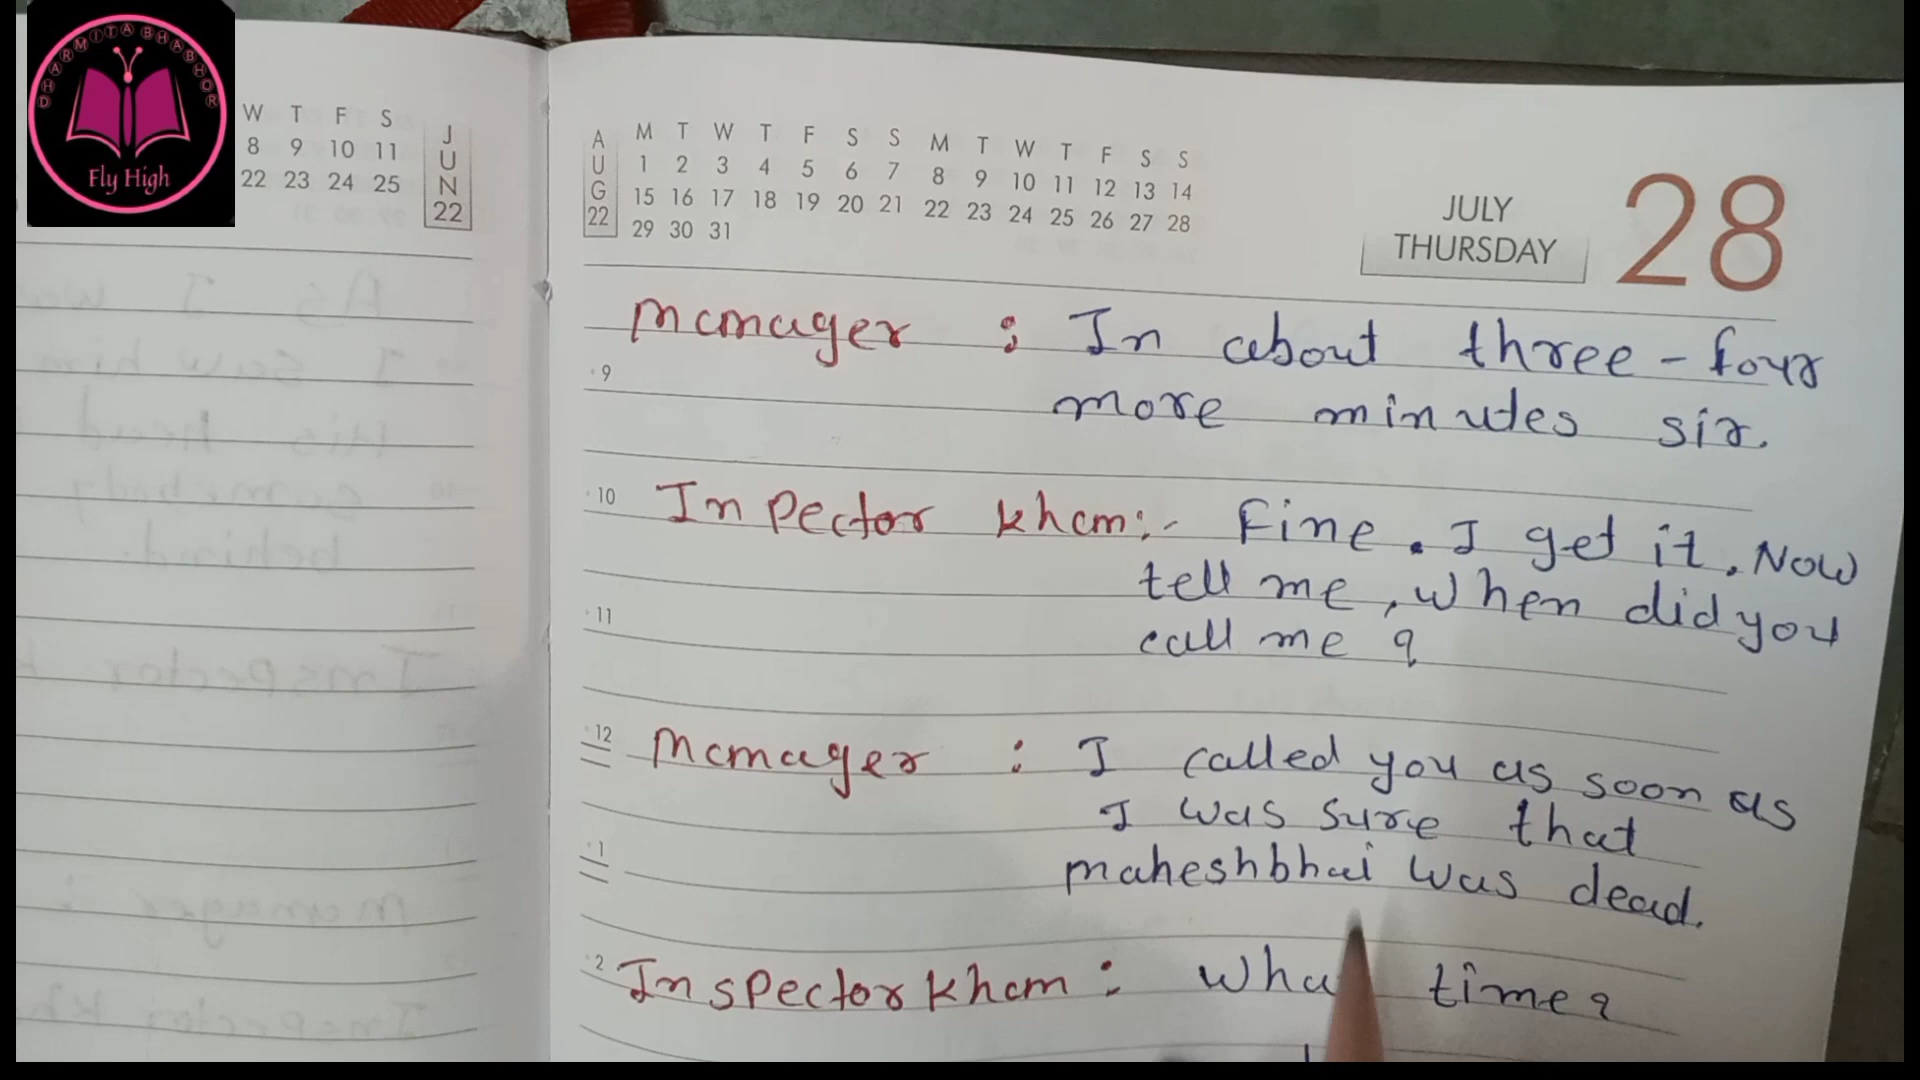 DHARMITA BHABHOR
Fly High
W T F S
8 9 10 11
22 23 24 25
JUN
22
AUG
22
M T W T F S S M T W T F S S
1 2 3 4 5 6 7 8 9 10 11 12 13 14
15 16 17 18 19 20 21 22 23 24 25 26 27 28
29 30 31
JULY
THURSDAY
28
Manager : In about three - four
9
more minutes sir.
10 Inpector Khan:- Fine. I get it. Now
tell me, when did you
11
call me ?
12 Manager : I called you as soon as
I was sure that
1
maheshbhai was dead.
2 Inspector Khan : time?